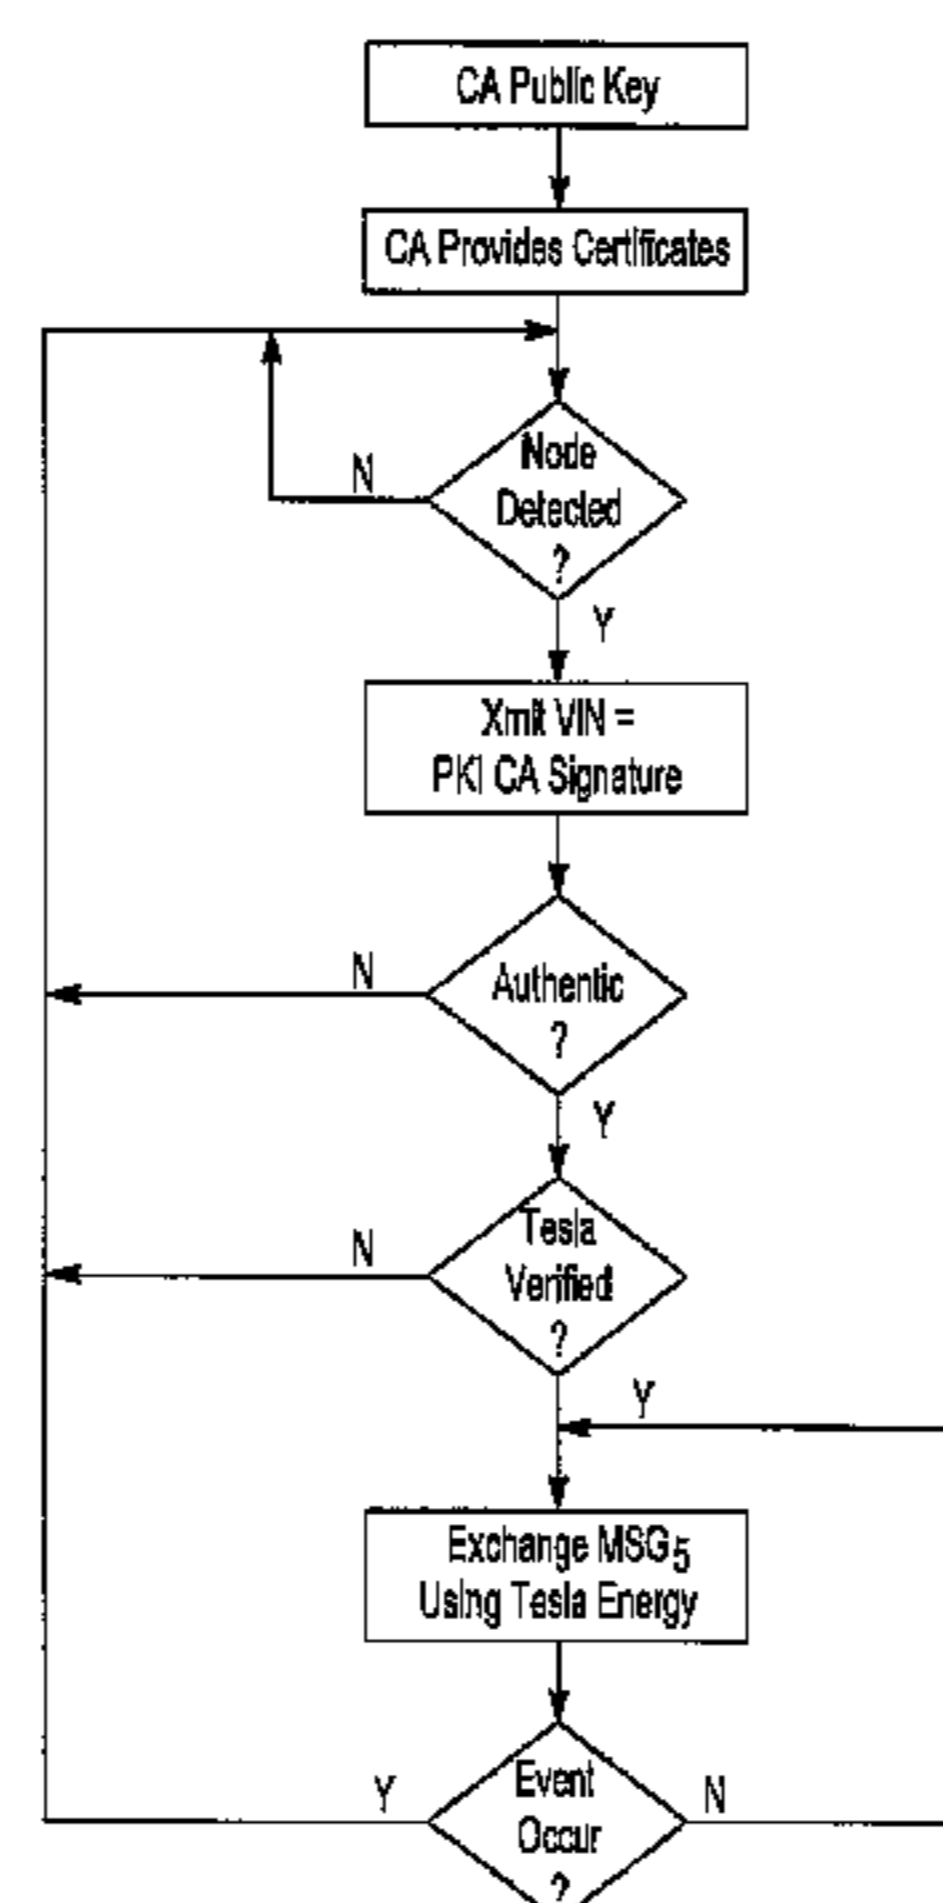 CA Public Key
CA Provides Certificates
Node
Detected
?
N
Y
Xmit VIN =
PKI CA Signature
Authentic
?
N
Y
Tesla
Verified
?
N
Y
Exchange MSG5
Using Tesla Energy
Event
Occur
?
Y
N